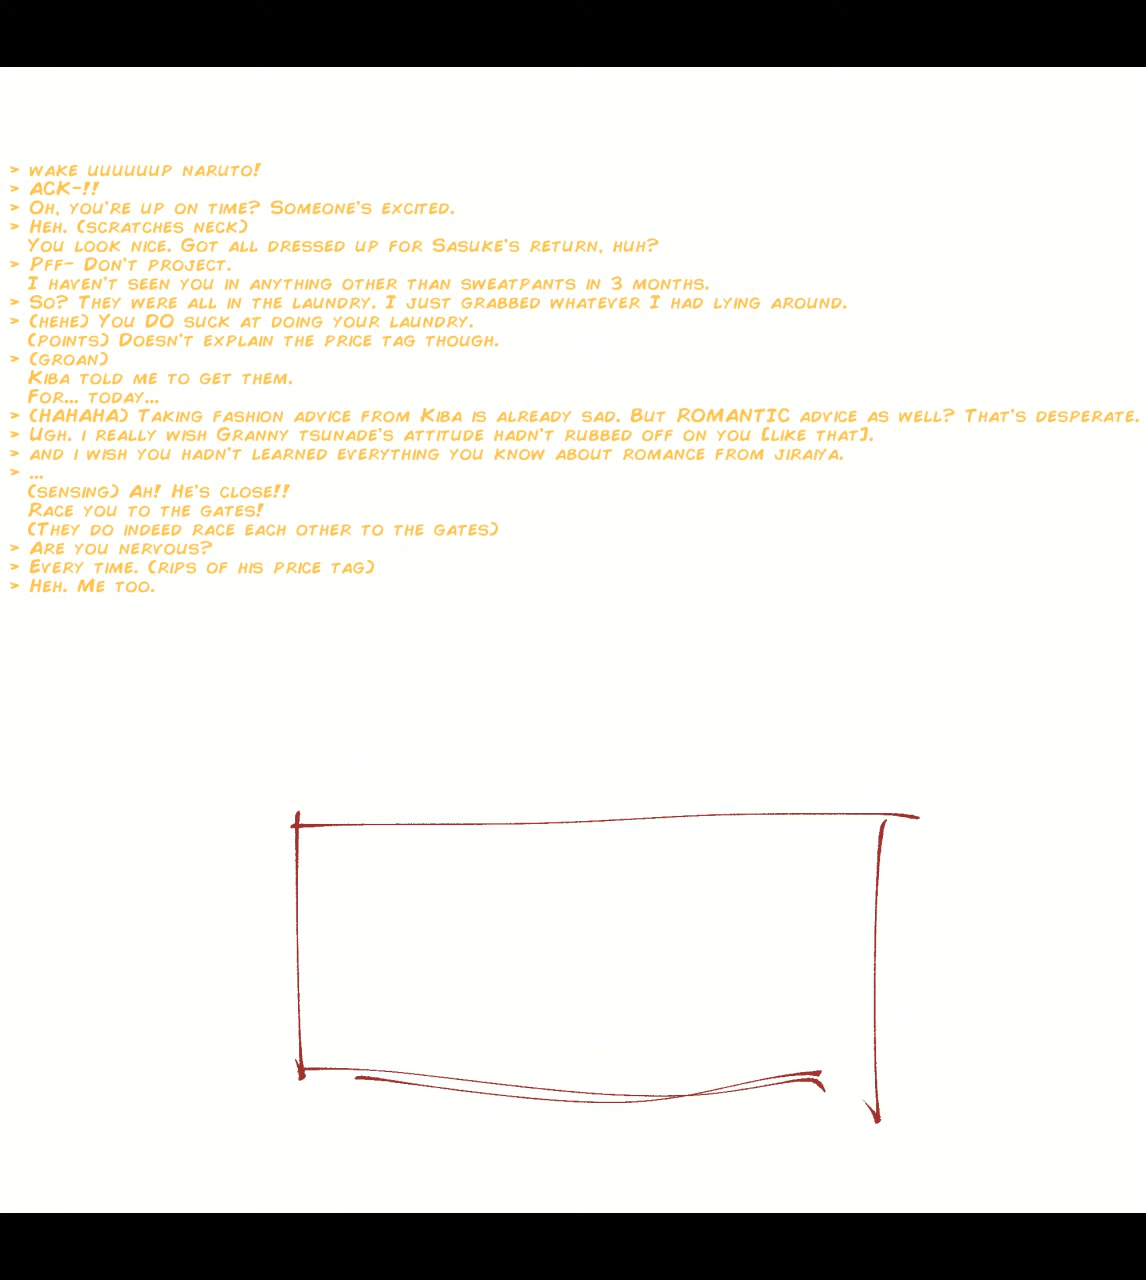 > WAKE UUUUUUP NARUTO!
> ACK-!!
> OH, YOU'RE UP ON TIME? SOMEONE'S EXCITED.
> HEH. (SCRATCHES NECK)
YOU LOOK NICE. GOT ALL DRESSED UP FOR SASUKE'S RETURN, HUH?
> PFF- DON'T PROJECT.
I HAVEN'T SEEN YOU IN ANYTHING OTHER THAN SWEATPANTS IN 3 MONTHS.
> SO? THEY WERE ALL IN THE LAUNDRY. I JUST GRABBED WHATEVER I HAD LYING AROUND.
> (HEHE) YOU DO SUCK AT DOING YOUR LAUNDRY.
(POINTS) DOESN'T EXPLAIN THE PRICE TAG THOUGH.
> (GROAN)
KIBA TOLD ME TO GET THEM.
FOR... TODAY...
> (HAHAHA) TAKING FASHION ADVICE FROM KIBA IS ALREADY SAD. BUT ROMANTIC ADVICE AS WELL? THAT'S DESPERATE.
> UGH. I REALLY WISH GRANNY TSUNADE'S ATTITUDE HADN'T RUBBED OFF ON YOU [LIKE THAT].
> AND I WISH YOU HADN'T LEARNED EVERYTHING YOU KNOW ABOUT ROMANCE FROM JIRAIYA.
> ...
(SENSING) AH! HE'S CLOSE!!
RACE YOU TO THE GATES!
(THEY DO INDEED RACE EACH OTHER TO THE GATES)
> ARE YOU NERVOUS?
> EVERY TIME. (RIPS OF HIS PRICE TAG)
> HEH. ME TOO.